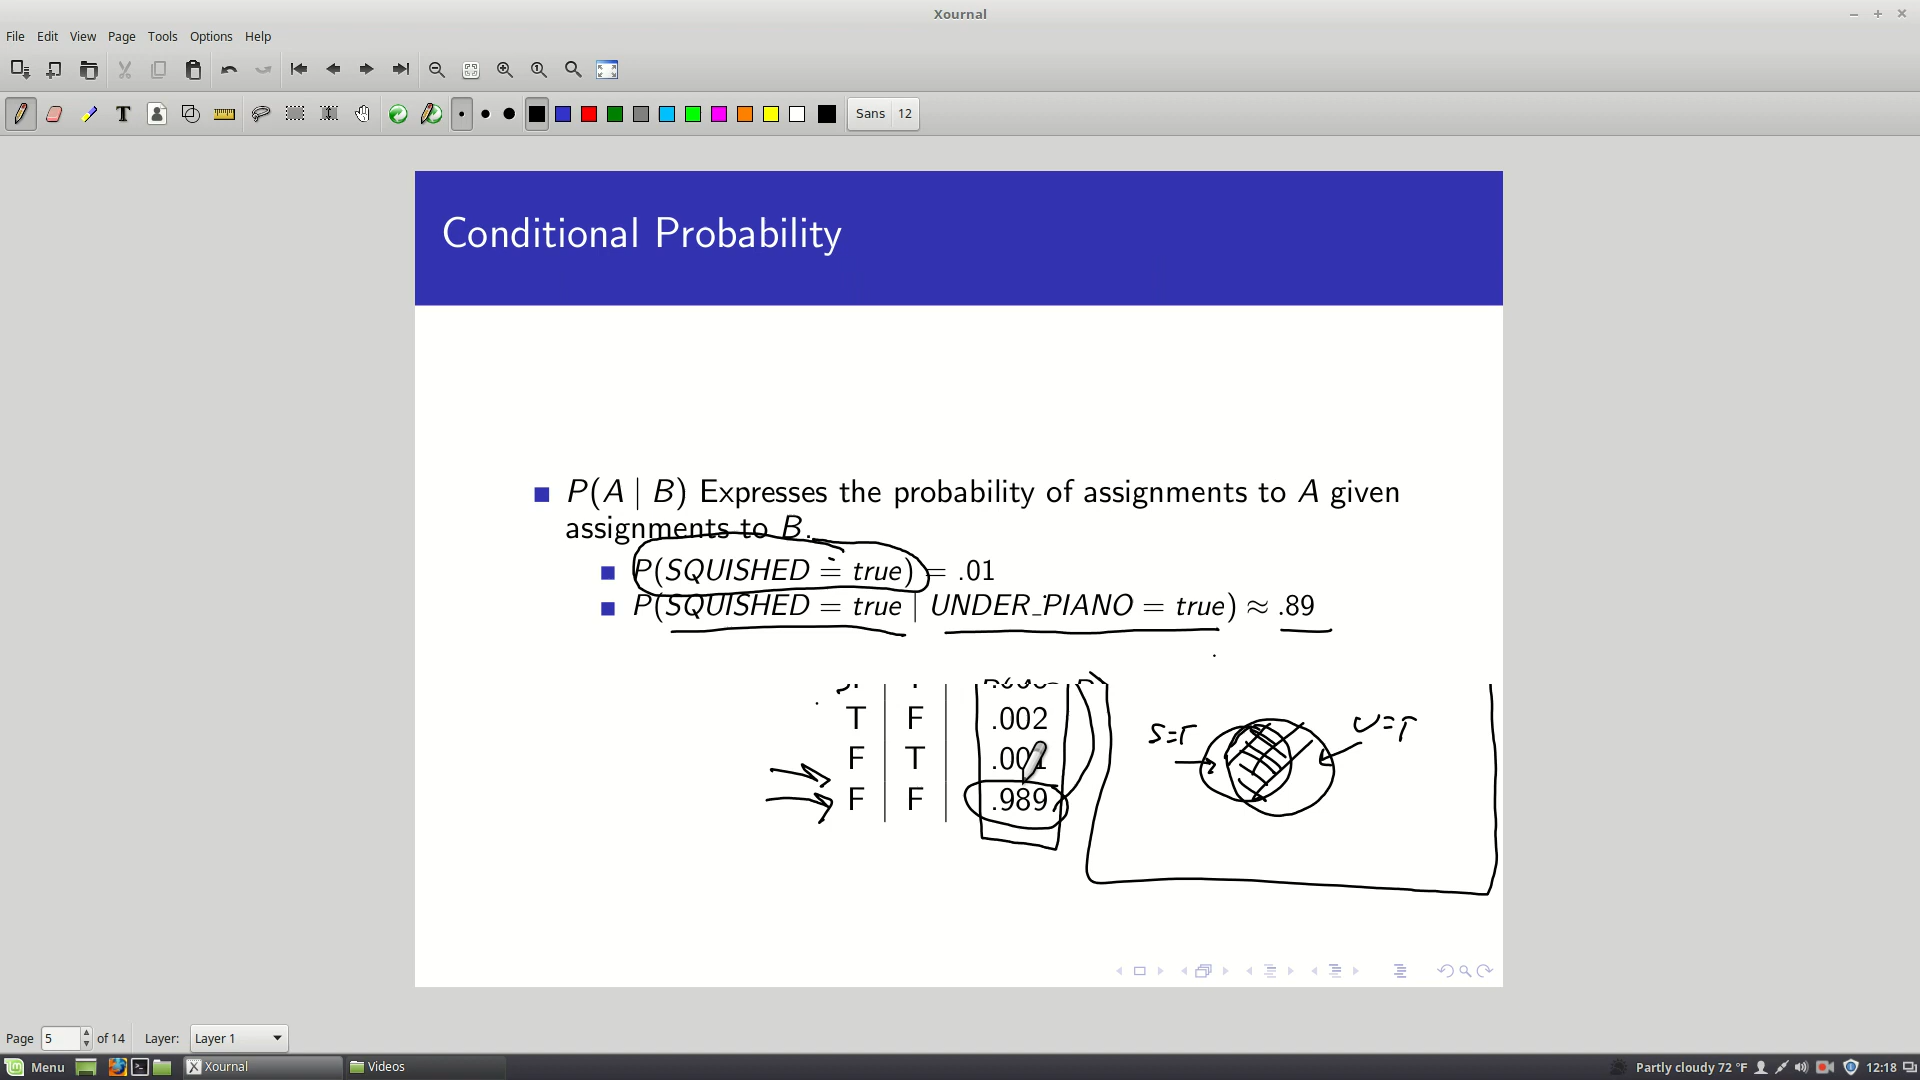 Xournal
File Edit View Page Tools Options Help
Sans 12
Conditional Probability
P(A | B) Expresses the probability of assignments to A given
assignments to B.
P(SQUISHED = true) = .01
P(SQUISHED = true | UNDER_PIANO = true) ≈ .89
T F .002
F T .001
F F .989
S=T
U=T
Page 5 of 14 Layer: Layer 1
Menu Xournal Videos Partly cloudy 72 °F 12:18